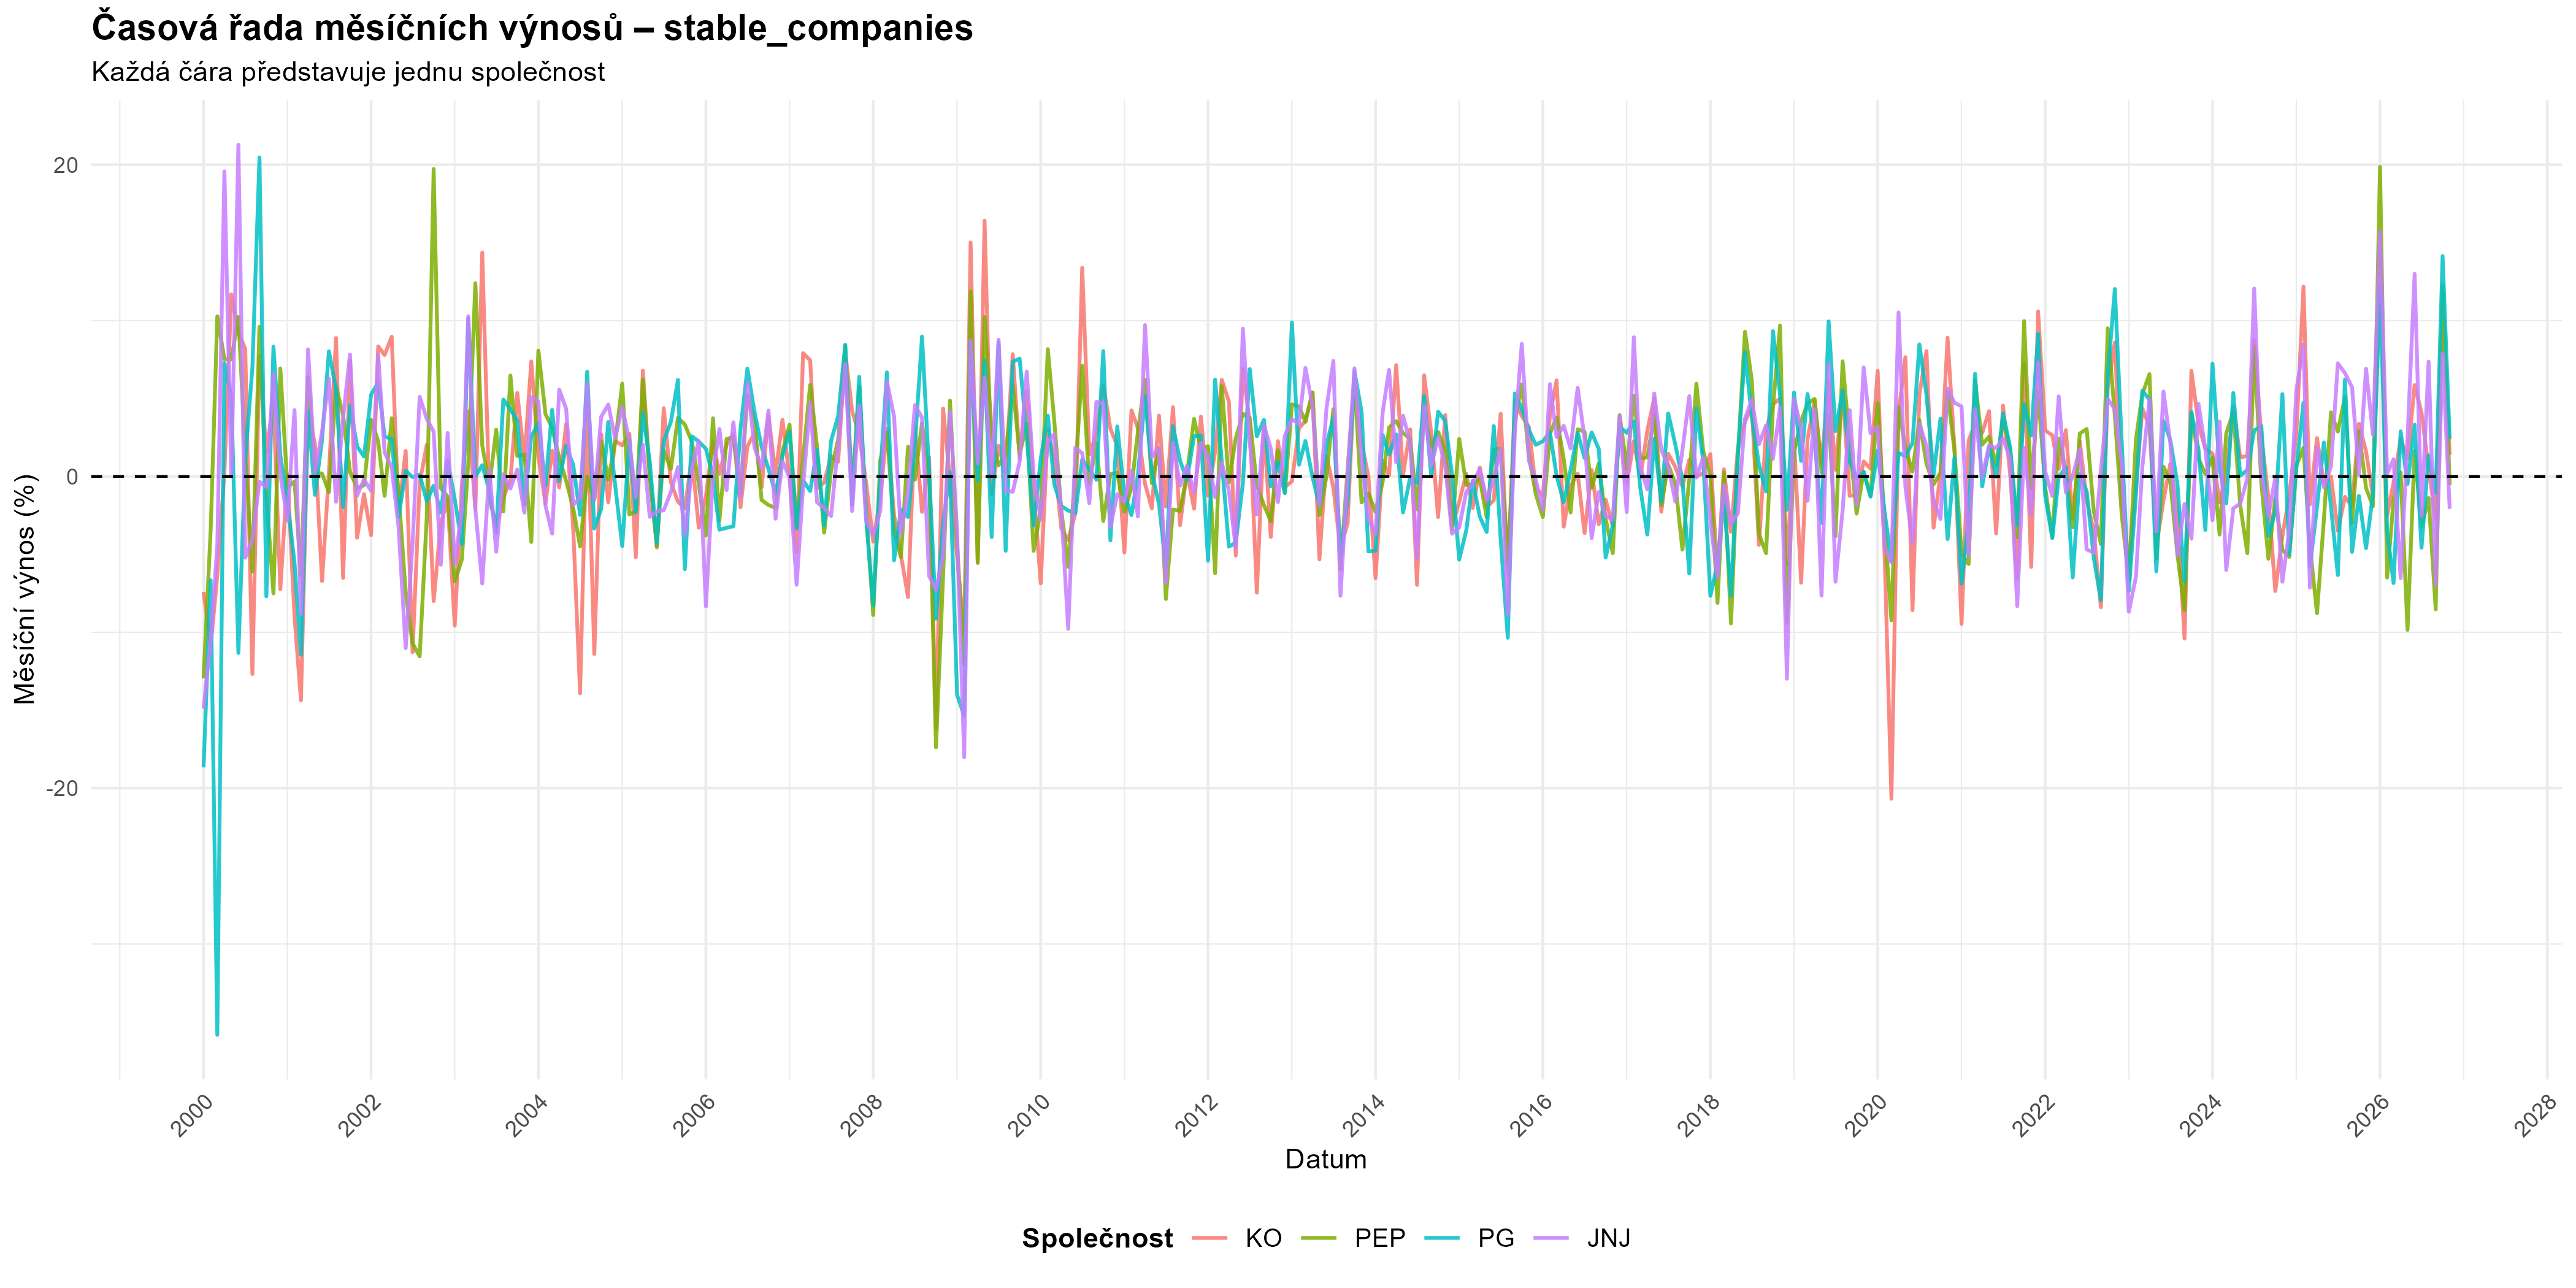 Časová řada měsíčních výnosů – stable_companies
Každá čára představuje jednu společnost
Měsíční výnos (%)
20
0
-20
2000 2002 2004 2006 2008 2010 2012 2014 2016 2018 2020 2022 2024 2026 2028
Datum
Společnost KO PEP PG JNJ